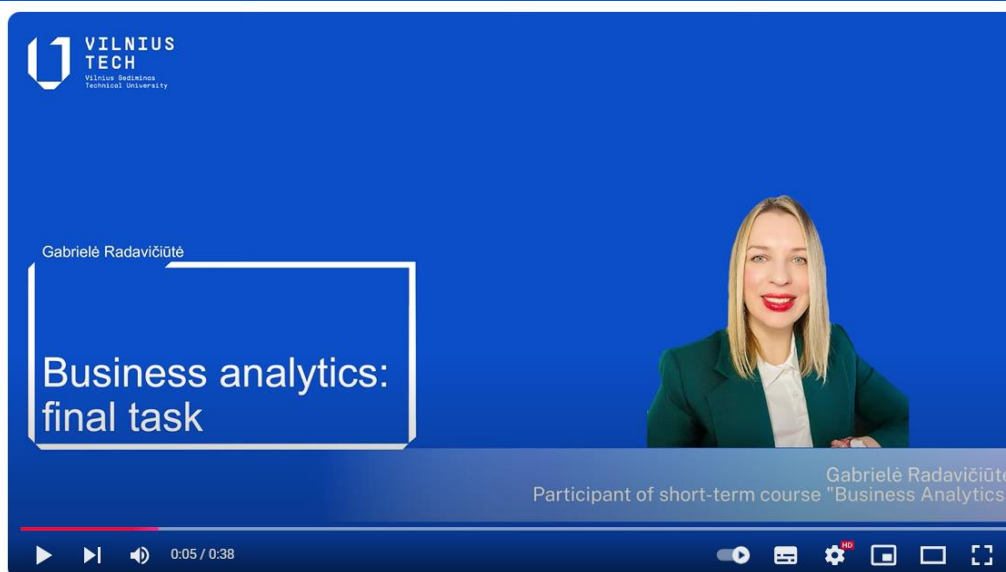 VILNIUS
TECH
Vilnius Gediminas
Technical University
Gabrielė Radavičiūtė
Business analytics:
final task
Gabrielė Radavičiūtė
Participant of short-term course "Business Analytics
0:05 / 0:38
HD